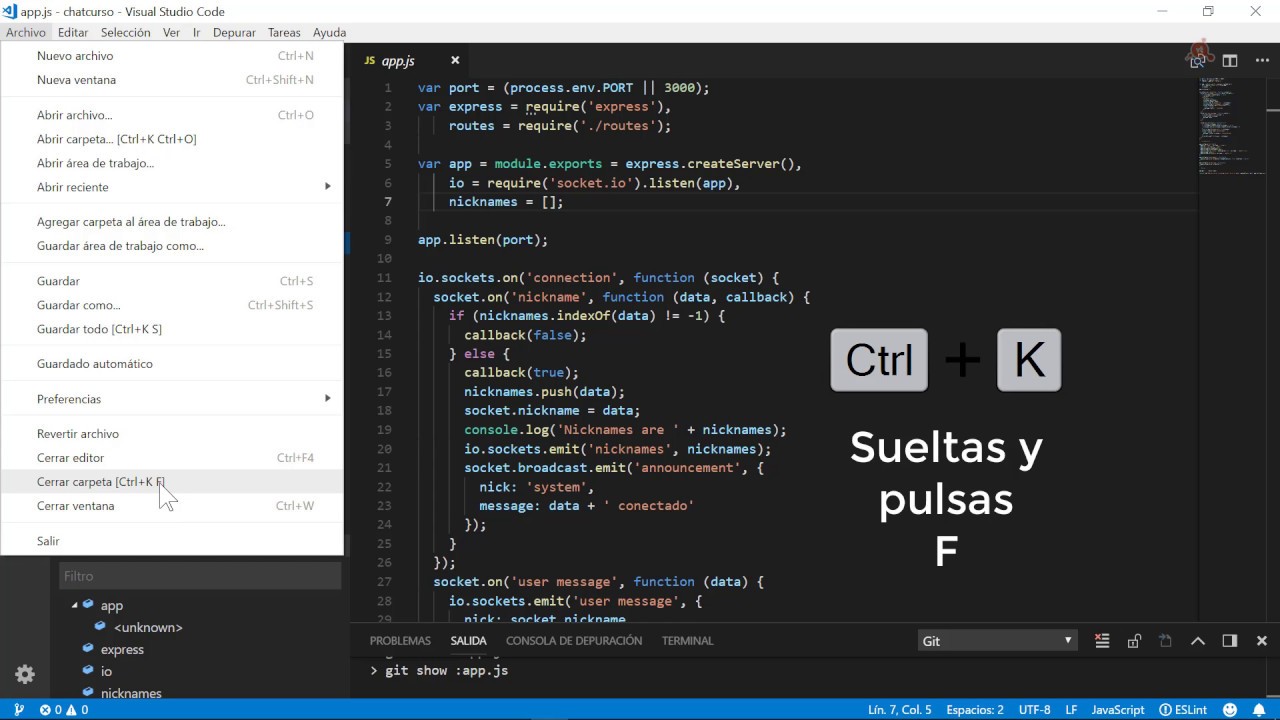 app.js - chatcurso - Visual Studio Code
Archivo Editar Selección Ver Ir Depurar Tareas Ayuda
Nuevo archivo Ctrl+N
Nueva ventana Ctrl+Shift+N
Abrir archivo... Ctrl+O
Abrir carpeta... [Ctrl+K Ctrl+O]
Abrir área de trabajo...
Abrir reciente
Agregar carpeta al área de trabajo...
Guardar área de trabajo como...
Guardar Ctrl+S
Guardar como... Ctrl+Shift+S
Guardar todo [Ctrl+K S]
Guardado automático
Preferencias
Revertir archivo
Cerrar editor Ctrl+F4
Cerrar carpeta [Ctrl+K F]
Cerrar ventana Ctrl+W
Salir
Filtro
app
<unknown>
express
io
nicknames
JS app.js
1 var port = (process.env.PORT || 3000);
2 var express = require('express'),
3 routes = require('./routes');
4
5 var app = module.exports = express.createServer(),
6 io = require('socket.io').listen(app),
7 nicknames = [];
8
9 app.listen(port);
10
11 io.sockets.on('connection', function (socket) {
12 socket.on('nickname', function (data, callback) {
13 if (nicknames.indexOf(data) != -1) {
14 callback(false);
15 } else {
16 callback(true);
17 nicknames.push(data);
18 socket.nickname = data;
19 console.log('Nicknames are ' + nicknames);
20 io.sockets.emit('nicknames', nicknames);
21 socket.broadcast.emit('announcement', {
22 nick: 'system',
23 message: data + ' conectado'
24 });
25 }
26 });
27 socket.on('user message', function (data) {
28 io.sockets.emit('user message', {
29 nick: socket.nickname
Ctrl + K
Sueltas y
pulsas
F
PROBLEMAS SALIDA CONSOLA DE DEPURACIÓN TERMINAL Git
> git show :app.js
0 0 Lín. 7, Col. 5 Espacios: 2 UTF-8 LF JavaScript ESLint